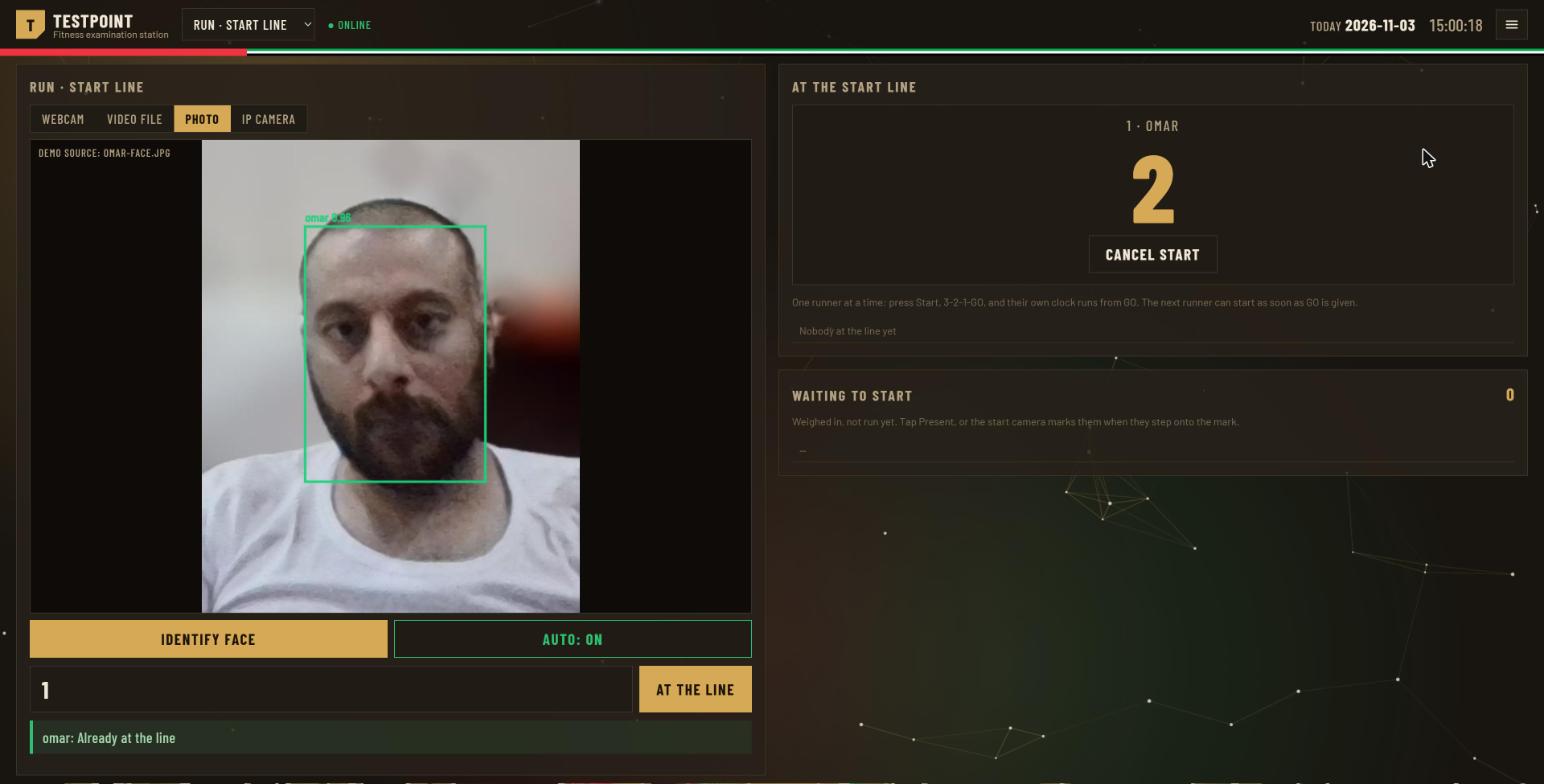 T
TESTPOINT
Fitness examination station
RUN · START LINE
ONLINE
TODAY 2026-11-03 15:00:18
RUN · START LINE
WEBCAM VIDEO FILE PHOTO IP CAMERA
DEMO SOURCE: OMAR-FACE.JPG
omar 0.96
IDENTIFY FACE
AUTO: ON
1
AT THE LINE
omar: Already at the line
AT THE START LINE
1 · OMAR
2
CANCEL START
One runner at a time: press Start, 3-2-1-GO, and their own clock runs from GO. The next runner can start as soon as GO is given.
Nobody at the line yet
WAITING TO START 0
Weighed in, not run yet. Tap Present, or the start camera marks them when they step onto the mark.
—